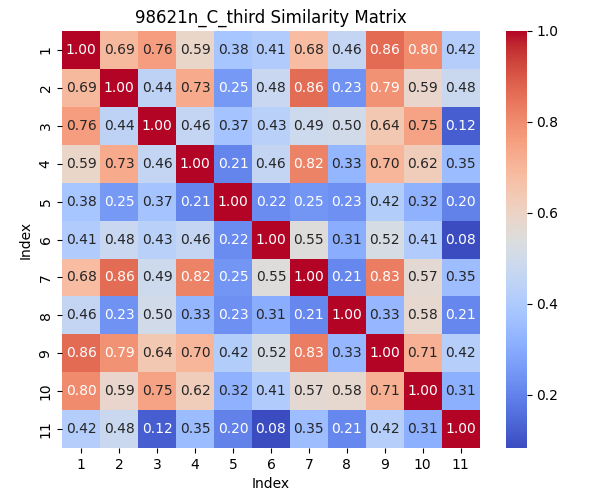 98621n_C_third Similarity Matrix
1 1.00 0.69 0.76 0.59 0.38 0.41 0.68 0.46 0.86 0.80 0.42
2 0.69 1.00 0.44 0.73 0.25 0.48 0.86 0.23 0.79 0.59 0.48
3 0.76 0.44 1.00 0.46 0.37 0.43 0.49 0.50 0.64 0.75 0.12
4 0.59 0.73 0.46 1.00 0.21 0.46 0.82 0.33 0.70 0.62 0.35
5 0.38 0.25 0.37 0.21 1.00 0.22 0.25 0.23 0.42 0.32 0.20
6 0.41 0.48 0.43 0.46 0.22 1.00 0.55 0.31 0.52 0.41 0.08
7 0.68 0.86 0.49 0.82 0.25 0.55 1.00 0.21 0.83 0.57 0.35
8 0.46 0.23 0.50 0.33 0.23 0.31 0.21 1.00 0.33 0.58 0.21
9 0.86 0.79 0.64 0.70 0.42 0.52 0.83 0.33 1.00 0.71 0.42
10 0.80 0.59 0.75 0.62 0.32 0.41 0.57 0.58 0.71 1.00 0.31
11 0.42 0.48 0.12 0.35 0.20 0.08 0.35 0.21 0.42 0.31 1.00
1 2 3 4 5 6 7 8 9 10 11
Index
Index
1.0
0.8
0.6
0.4
0.2